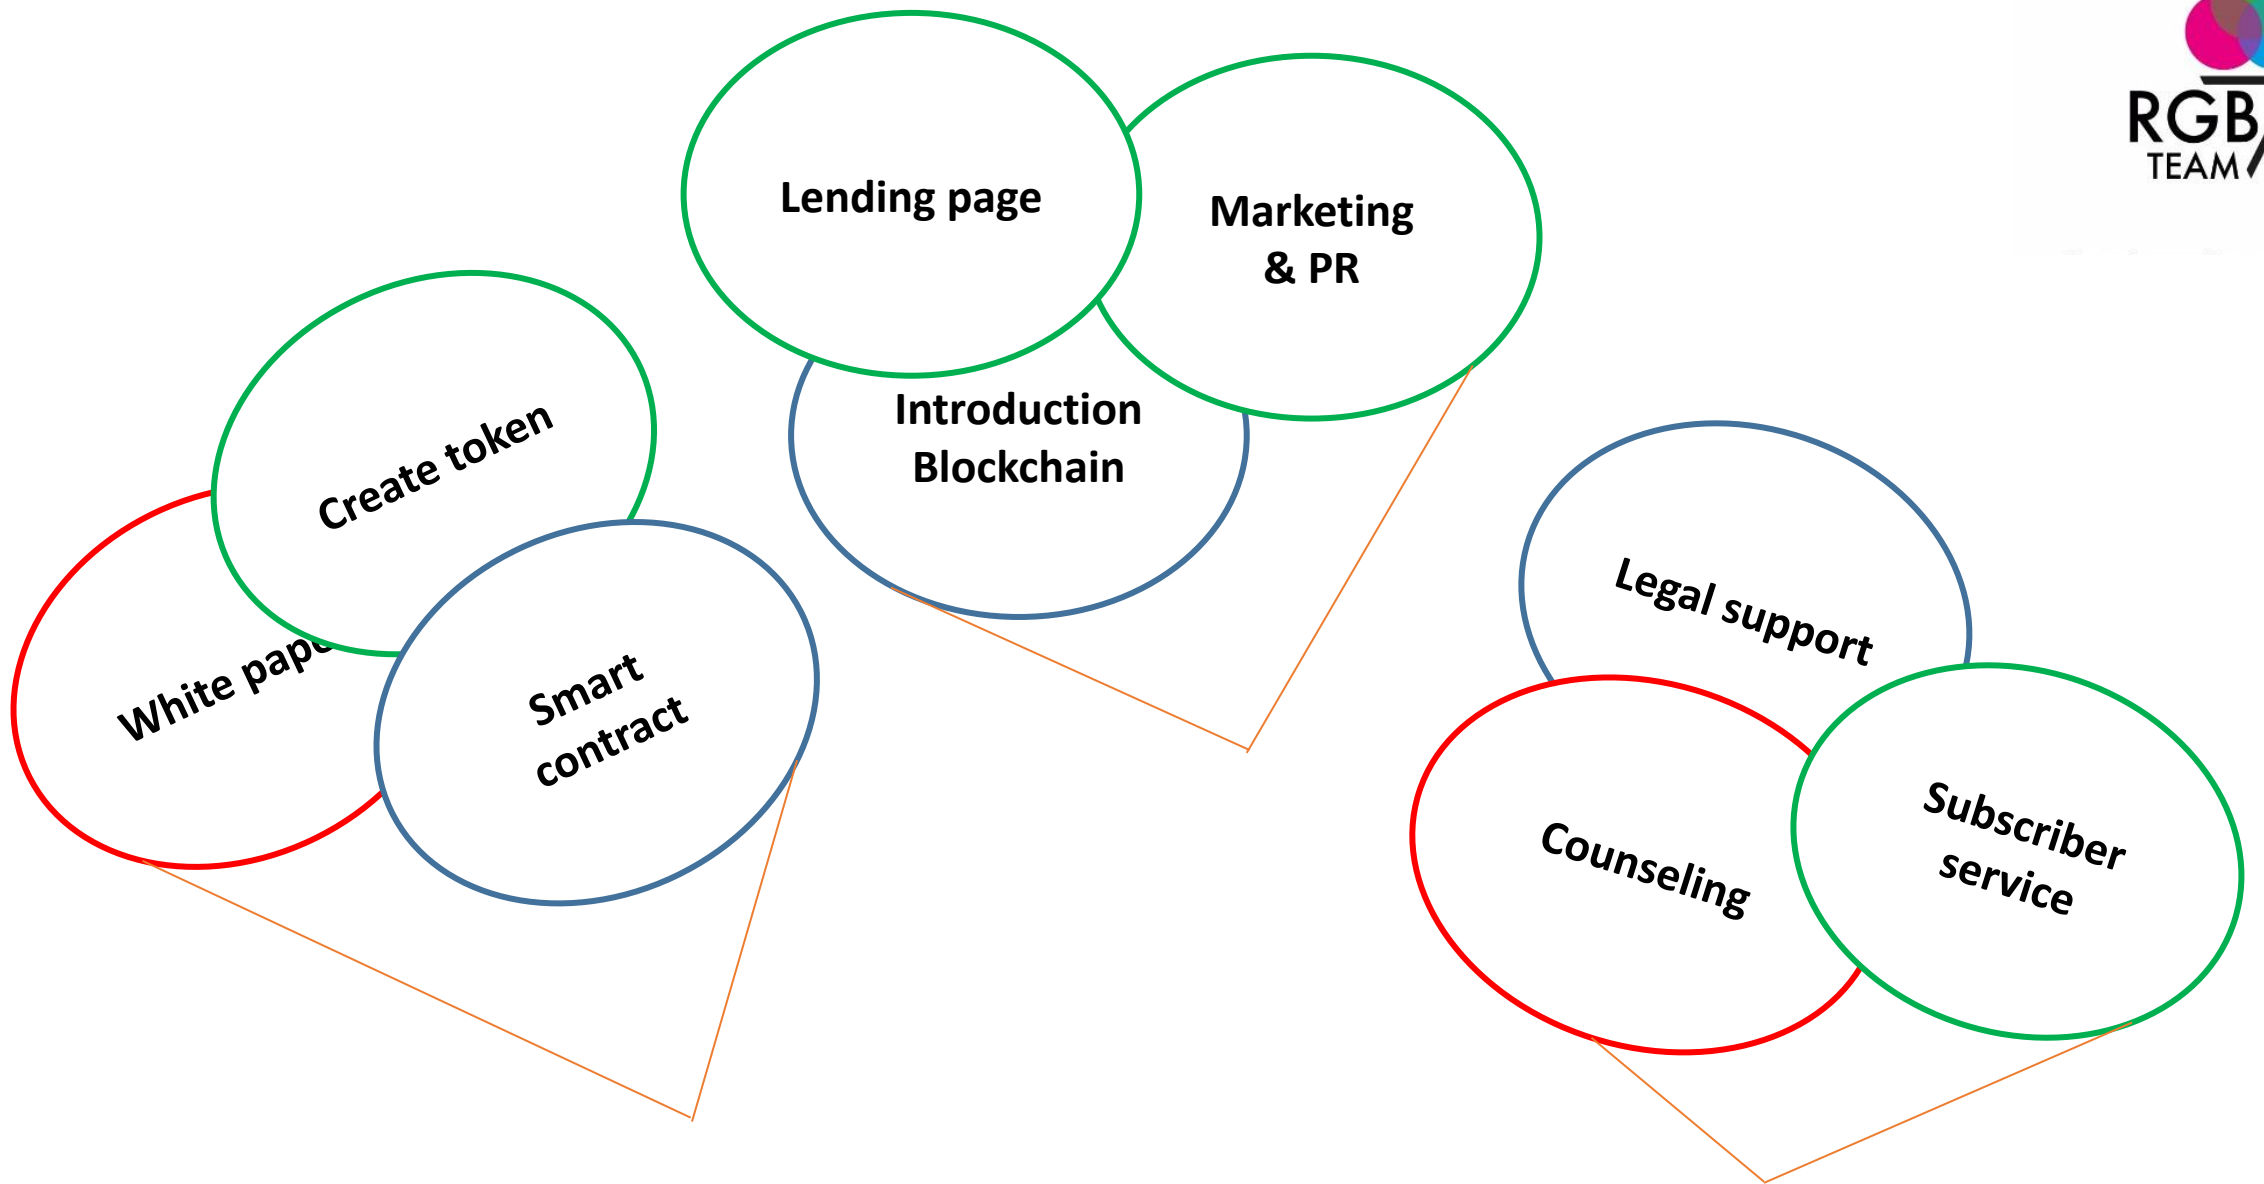 Lending page
Marketing
& PR
Introduction
Blockchain
Create token
White pape
Smart
contract
Legal support
Counseling
Subscriber
service
RGB
TEAM